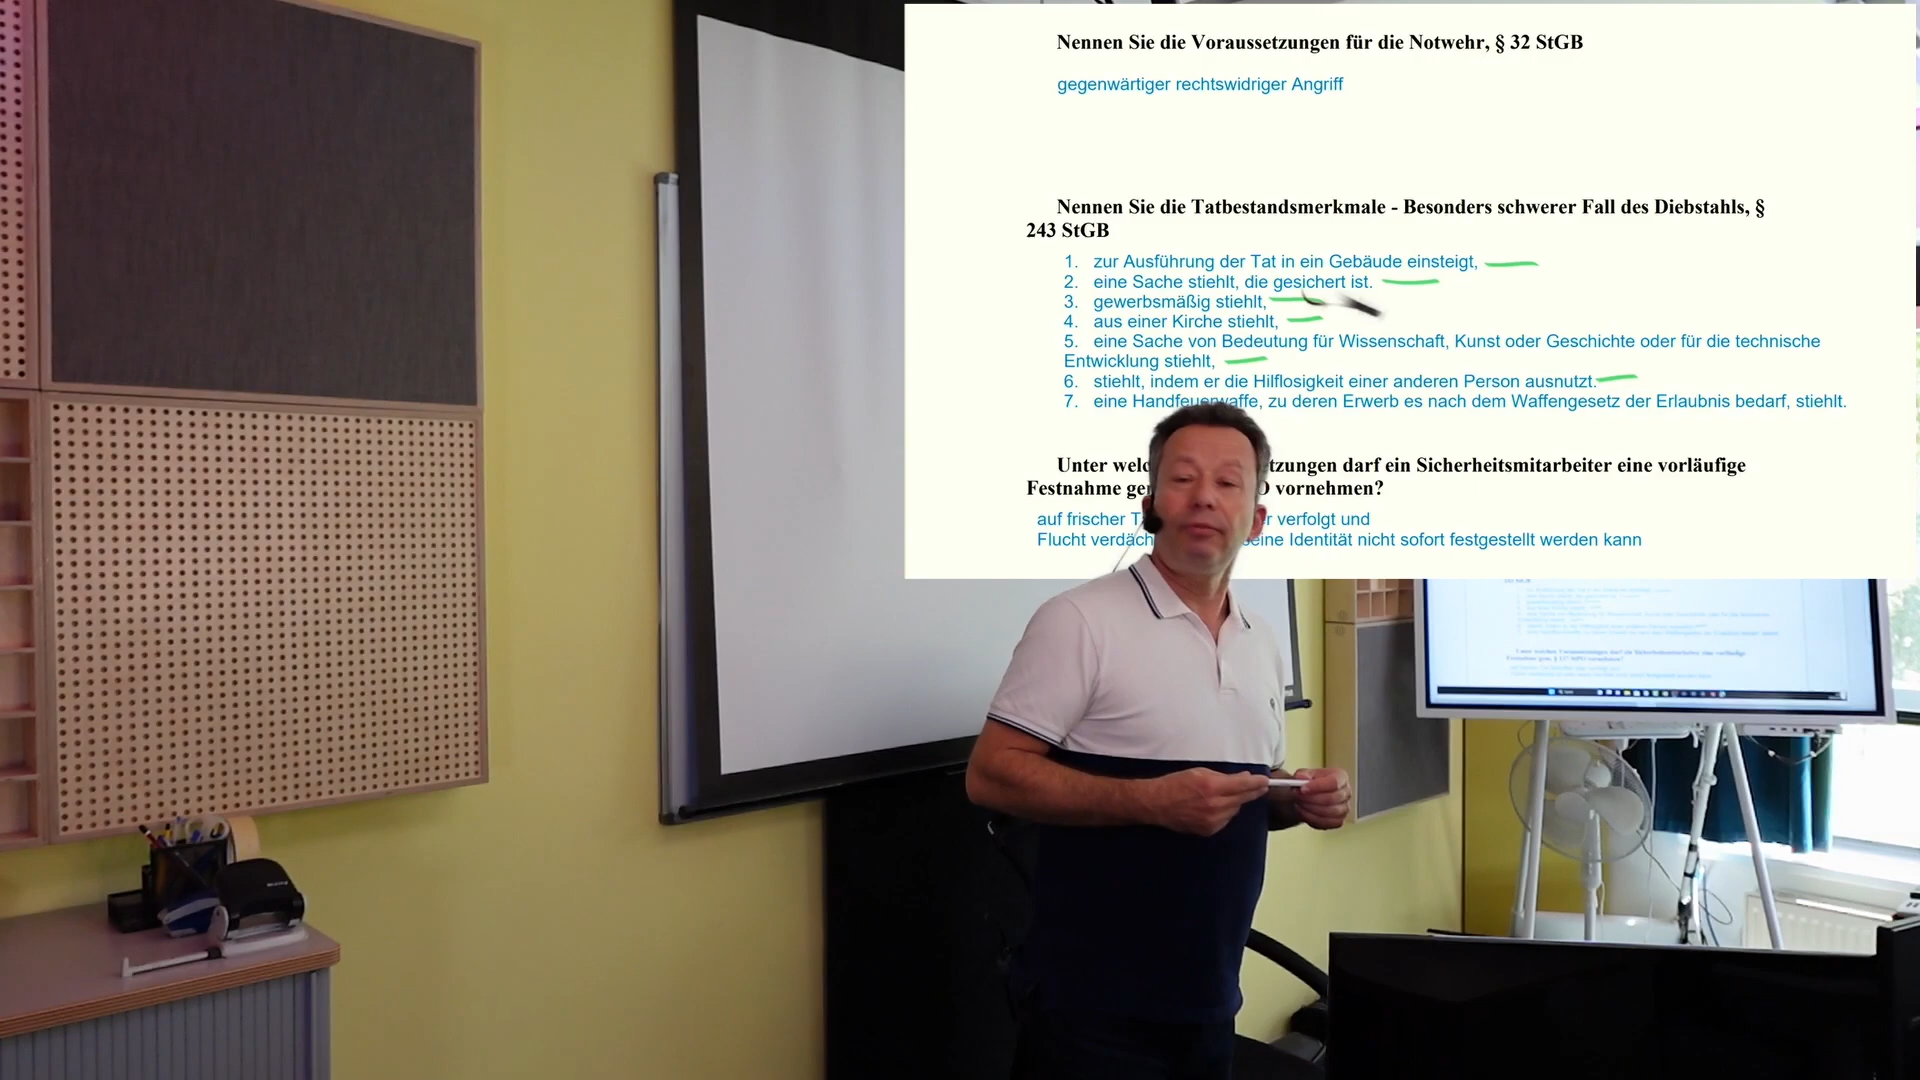 Nennen Sie die Voraussetzungen für die Notwehr, § 32 StGB
gegenwärtiger rechtswidriger Angriff
Nennen Sie die Tatbestandsmerkmale - Besonders schwerer Fall des Diebstahls, §
243 StGB
1. zur Ausführung der Tat in ein Gebäude einsteigt,
2. eine Sache stiehlt, die gesichert ist.
3. gewerbsmäßig stiehlt,
4. aus einer Kirche stiehlt,
5. eine Sache von Bedeutung für Wissenschaft, Kunst oder Geschichte oder für die technische
Entwicklung stiehlt,
6. stiehlt, indem er die Hilflosigkeit einer anderen Person ausnutzt.
7. eine Handfeuerwaffe, zu deren Erwerb es nach dem Waffengesetz der Erlaubnis bedarf, stiehlt.
Unter tzungen darf ein Sicherheitsmitarbeiter eine vorläufige
Festnahme vornehmen?
auf frischer verfolgt und
Flucht seine Identität nicht sofort festgestellt werden kann